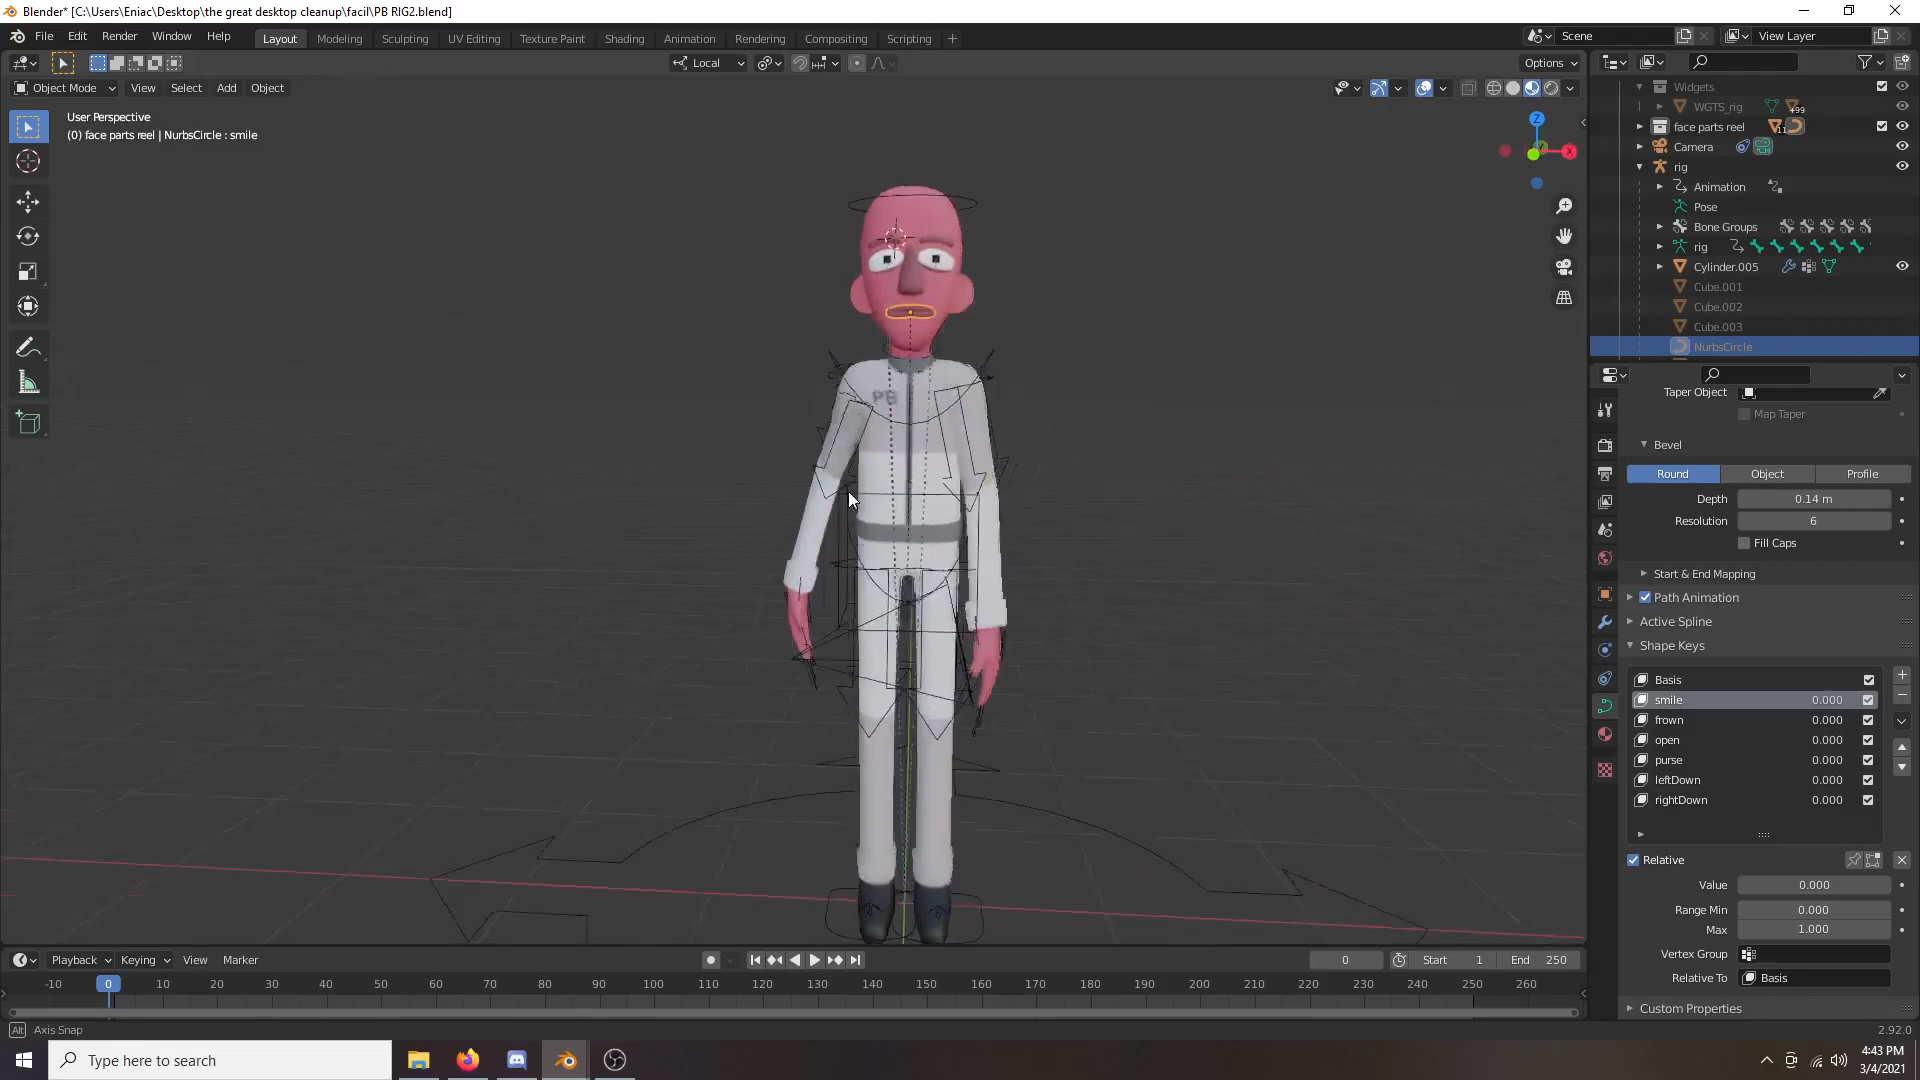 Blender* [C:\Users\Eniac\Desktop\the great desktop cleanup\facil\PB RIG2.blend]
File Edit Render Window Help
Layout Modeling Sculpting UV Editing Texture Paint Shading Animation Rendering Compositing Scripting
Scene
View Layer
Local
Options
Object Mode View Select Add Object
User Perspective
(0) face parts reel | NurbsCircle : smile
Z
X
PB
Widgets
WGTS_rig
+99
face parts reel
11
Camera
rig
Animation
Pose
Bone Groups
rig
Cylinder.005
Cube.001
Cube.002
Cube.003
NurbsCircle
Taper Object
Map Taper
Bevel
Round Object Profile
Depth 0.14 m
Resolution 6
Fill Caps
Start & End Mapping
Path Animation
Active Spline
Shape Keys
Basis
smile 0.000
frown 0.000
open 0.000
purse 0.000
leftDown 0.000
rightDown 0.000
Relative
Value 0.000
Range Min 0.000
Max 1.000
Vertex Group
Relative To Basis
Custom Properties
Playback Keying View Marker
0 Start 1 End 250
-10 0 10 20 30 40 50 60 70 80 90 100 110 120 130 140 150 160 170 180 190 200 210 220 230 240 250 260
Alt Axis Snap
2.92.0
Type here to search
4:43 PM
3/4/2021